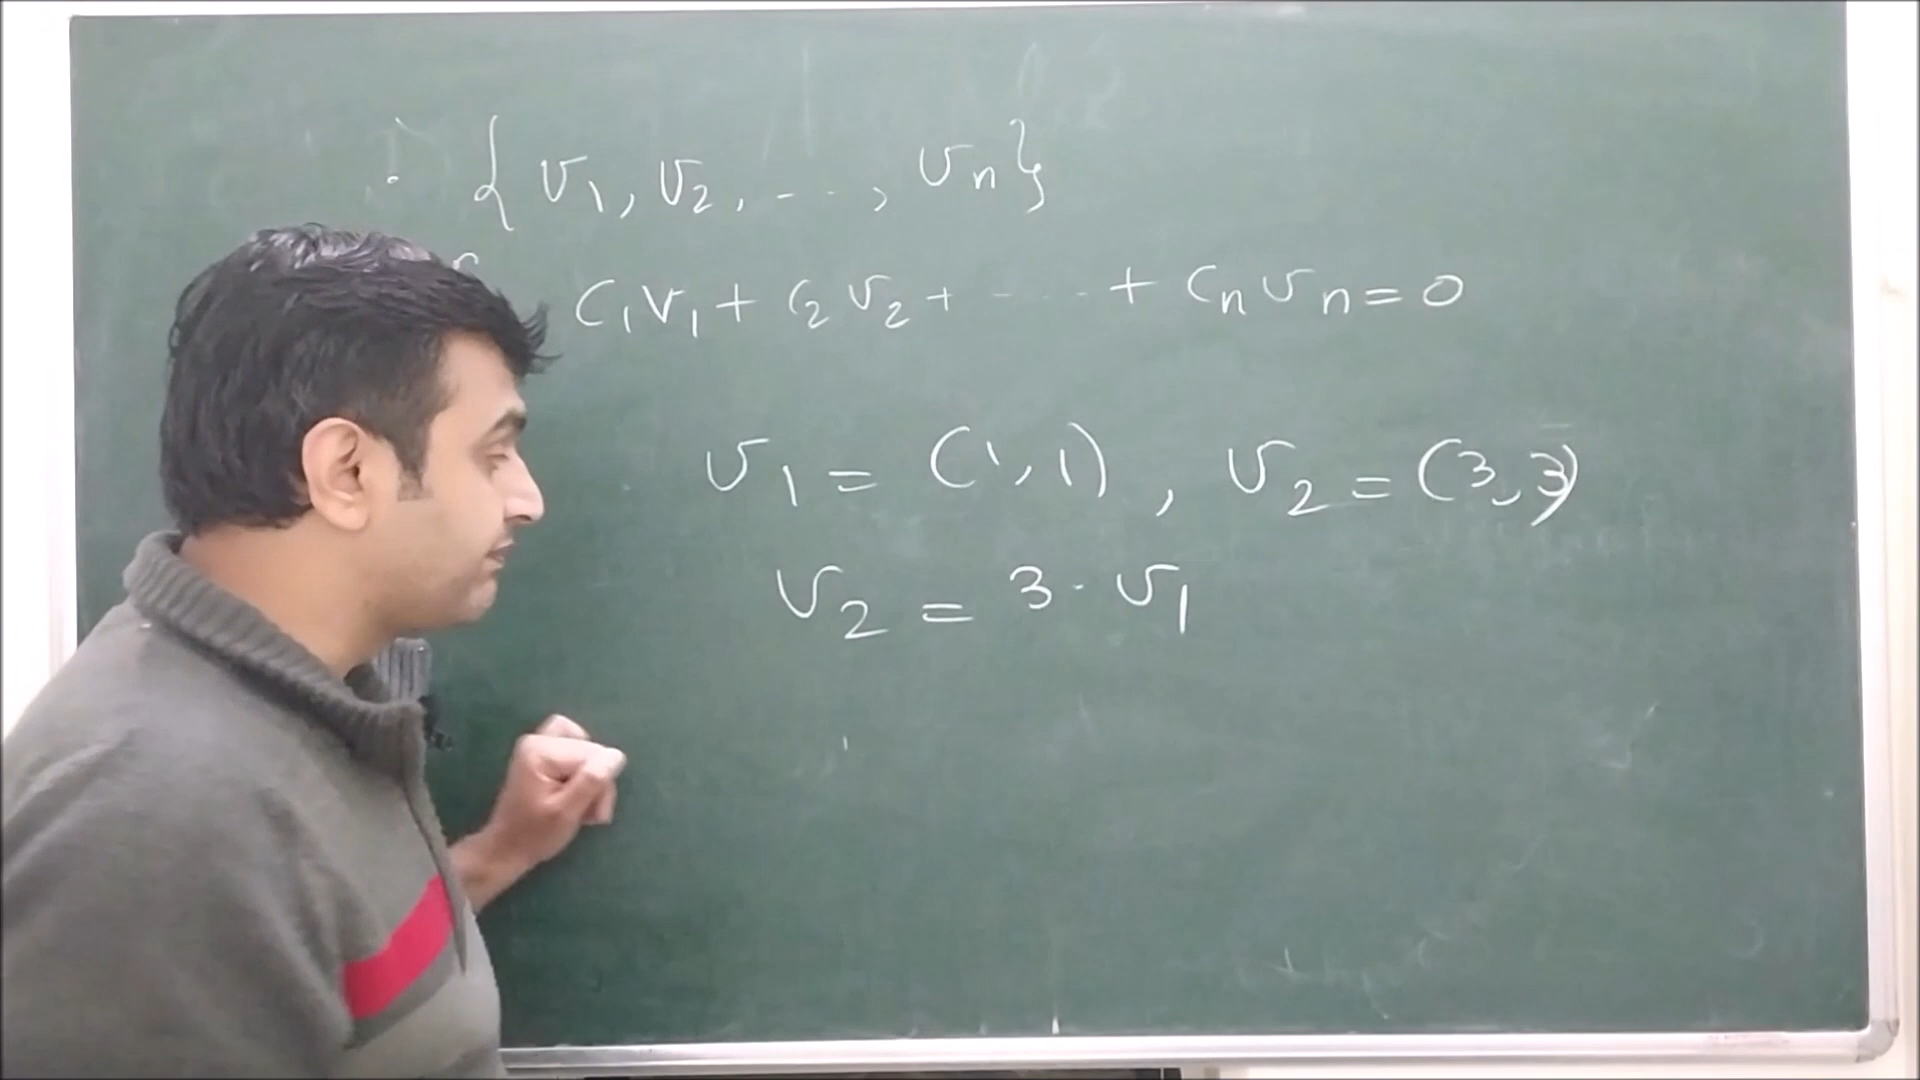 {v1, v2, - - -, vn}
c1v1 + c2v2 + - - - - + cnvn = 0
v1 = (1, 1), v2 = (3, 3)
v2 = 3 · v1